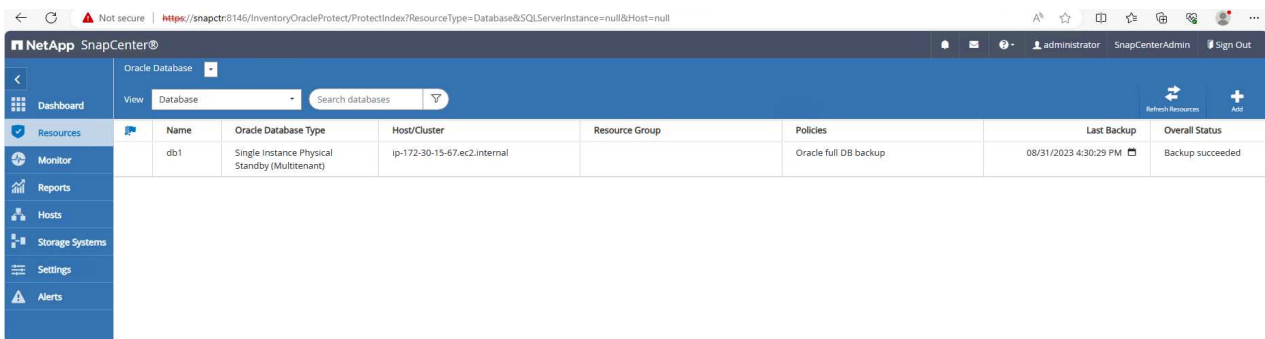 Not secure https://snapctr:8146/InventoryOracleProtect/ProtectIndex?ResourceType=Database&SQLServerInstance=null&Host=null
NetApp SnapCenter®
administrator SnapCenterAdmin Sign Out
Oracle Database
View Database Search databases
Refresh Resources Add
Dashboard
Resources
Monitor
Reports
Hosts
Storage Systems
Settings
Alerts
Name Oracle Database Type Host/Cluster Resource Group Policies Last Backup Overall Status
db1 Single Instance Physical ip-172-30-15-67.ec2.internal Oracle full DB backup 08/31/2023 4:30:29 PM Backup succeeded
Standby (Multitenant)